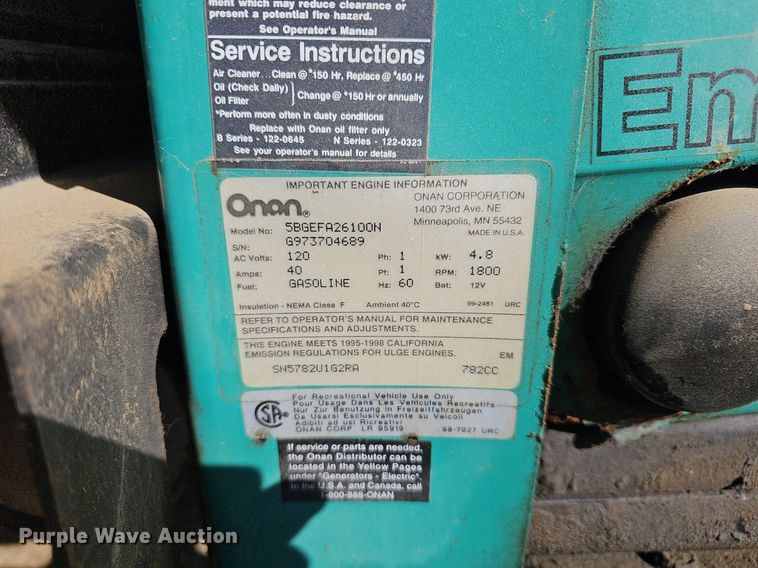 ment which may reduce clearance or
present a potential fire hazard.
See Operator's Manual
Service Instructions
Air Cleaner...Clean @ *150 Hr, Replace @ *450 Hr
Oil (Check Daily) } Change @ *150 Hr or annually
Oil Filter
*Perform more often in dusty conditions
Replace with Onan oil filter only
B Series - 122-0645 N Series - 122-0323
See your operator's manual for details
Em
IMPORTANT ENGINE INFORMATION
Onan® ONAN CORPORATION
1400 73rd Ave. NE
Minneapolis, MN 55432
MADE IN U.S.A.
Model No: 5BGEFA26100N
S/N: G973704689
AC Volts: 120 Ph: 1 kW: 4.8
Amps: 40 Pf: 1 RPM: 1800
Fuel: GASOLINE Hz: 60 Bat: 12V
Insulation - NEMA Class F Ambient 40°C 99-2481 URC
REFER TO OPERATOR'S MANUAL FOR MAINTENANCE
SPECIFICATIONS AND ADJUSTMENTS.
THIS ENGINE MEETS 1995-1998 CALIFORNIA
EMISSION REGULATIONS FOR ULGE ENGINES. EM
SN5782U1G2RA 782CC
For Recreational Vehicle Use Only
Pour Usage Dans Les Vehicules Recreatifs
Nur Zur Benutzung In Freizeitfahrzeugen
Da Usarsi Esclusivamente su Veicoli
Adibiti ad usi Ricreativi
ONAN CORP LR 95919 98-7027 URC
If service or parts are needed,
the Onan Distributor can be
located in the Yellow Pages
under "Generators - Electric".
In the U.S.A. and Canada, call
1-800-888-ONAN
Purple Wave Auction